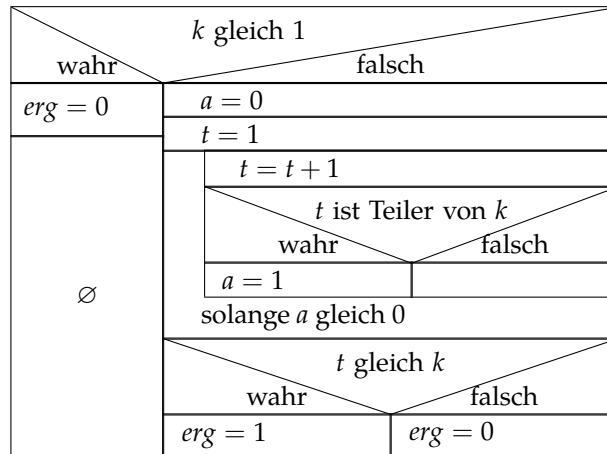 k gleich 1
wahr falsch
erg = 0
a = 0
t = 1
t = t + 1
t ist Teiler von k
wahr falsch
a = 1
∅
solange a gleich 0
t gleich k
wahr falsch
erg = 1 erg = 0